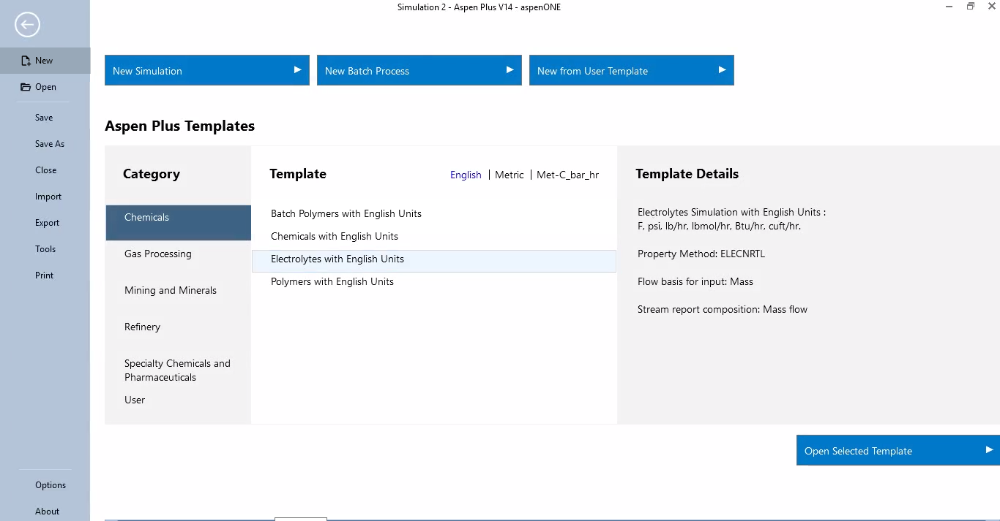 Simulation 2 - Aspen Plus V14 - aspenONE
New
Open
Save
Save As
Close
Import
Export
Tools
Print
Options
About
New Simulation
New Batch Process
New from User Template
Aspen Plus Templates
Category
Chemicals
Gas Processing
Mining and Minerals
Refinery
Specialty Chemicals and
Pharmaceuticals
User
Template
English | Metric | Met-C_bar_hr
Batch Polymers with English Units
Chemicals with English Units
Electrolytes with English Units
Polymers with English Units
Template Details
Electrolytes Simulation with English Units :
F, psi, lb/hr, lbmol/hr, Btu/hr, cuft/hr.
Property Method: ELECNRTL
Flow basis for input: Mass
Stream report composition: Mass flow
Open Selected Template